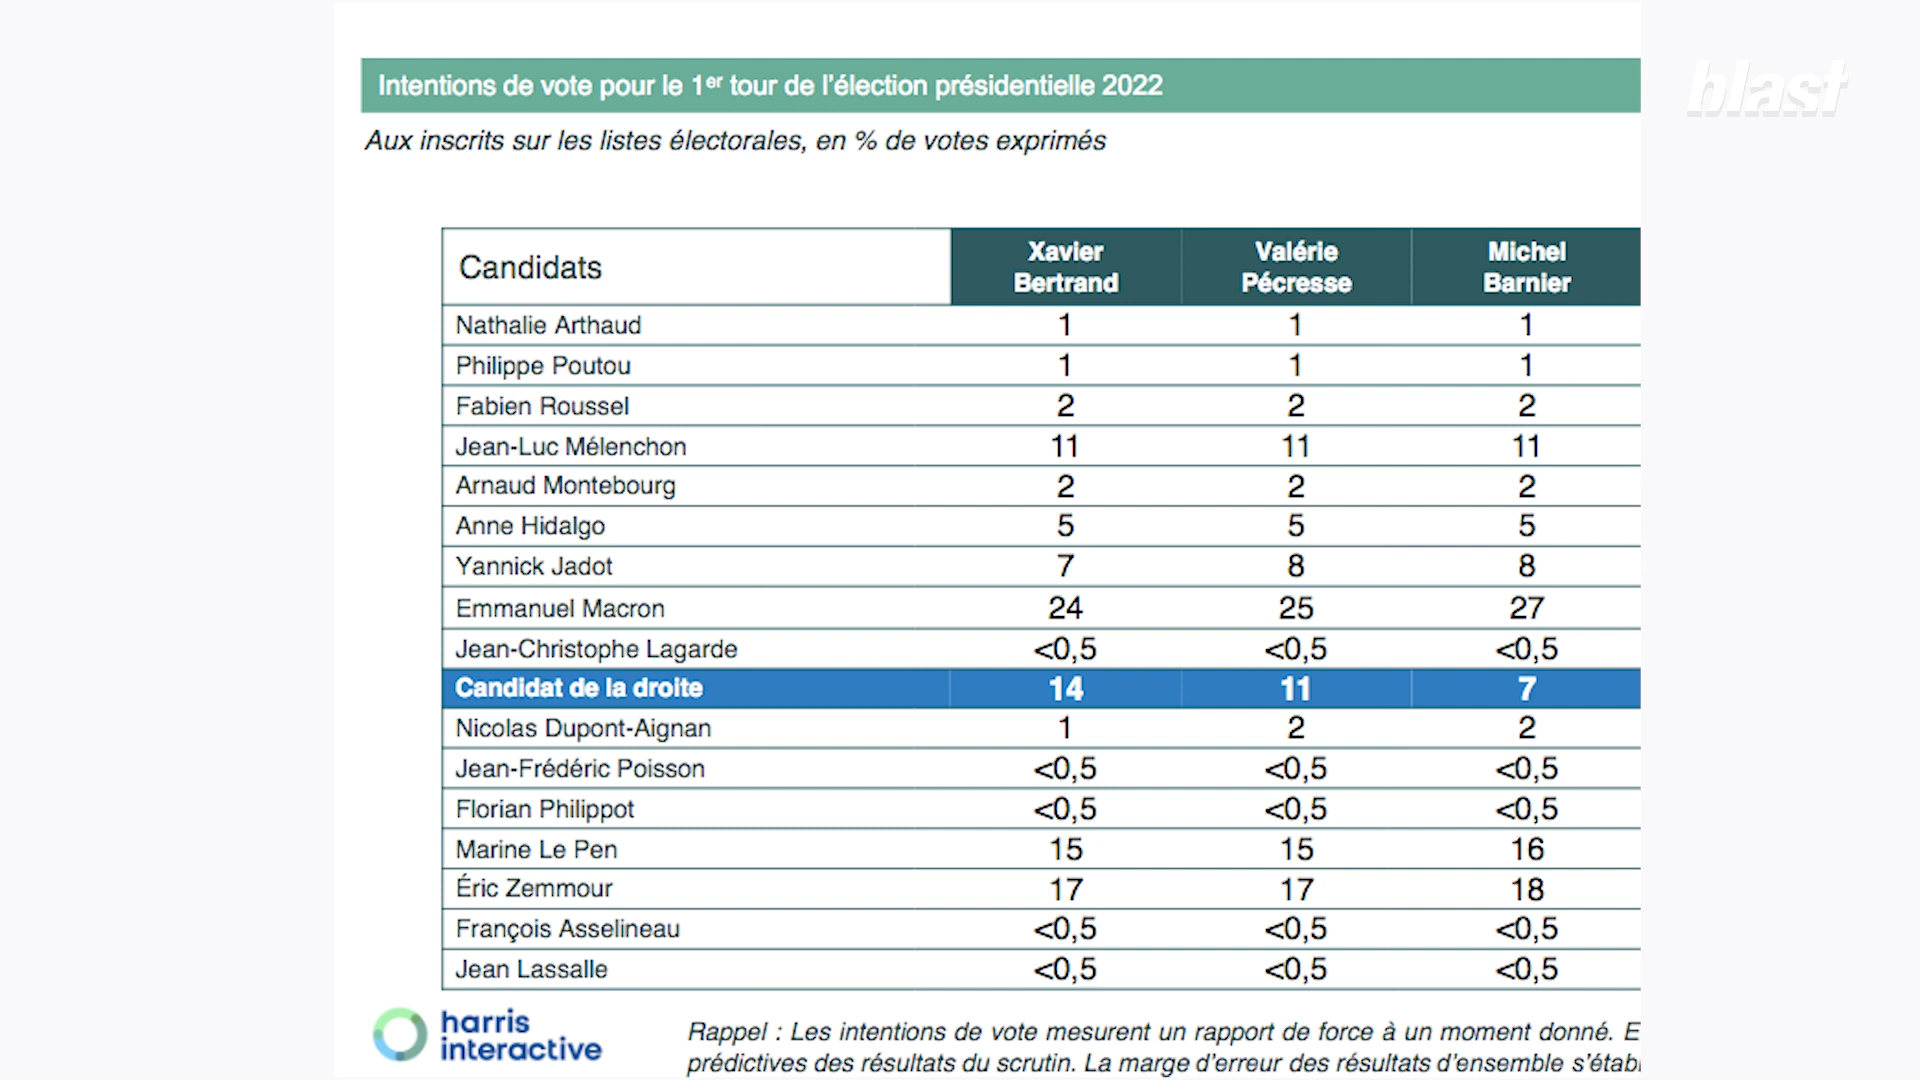 blast
Intentions de vote pour le 1er tour de l'élection présidentielle 2022
Aux inscrits sur les listes électorales, en % de votes exprimés
Candidats Xavier Bertrand Valérie Pécresse Michel Barnier
Nathalie Arthaud 1 1 1
Philippe Poutou 1 1 1
Fabien Roussel 2 2 2
Jean-Luc Mélenchon 11 11 11
Arnaud Montebourg 2 2 2
Anne Hidalgo 5 5 5
Yannick Jadot 7 8 8
Emmanuel Macron 24 25 27
Jean-Christophe Lagarde <0,5 <0,5 <0,5
Candidat de la droite 14 11 7
Nicolas Dupont-Aignan 1 2 2
Jean-Frédéric Poisson <0,5 <0,5 <0,5
Florian Philippot <0,5 <0,5 <0,5
Marine Le Pen 15 15 16
Éric Zemmour 17 17 18
François Asselineau <0,5 <0,5 <0,5
Jean Lassalle <0,5 <0,5 <0,5
harris
interactive
Rappel : Les intentions de vote mesurent un rapport de force à un moment donné. E
prédictives des résultats du scrutin. La marge d'erreur des résultats d'ensemble s'établ